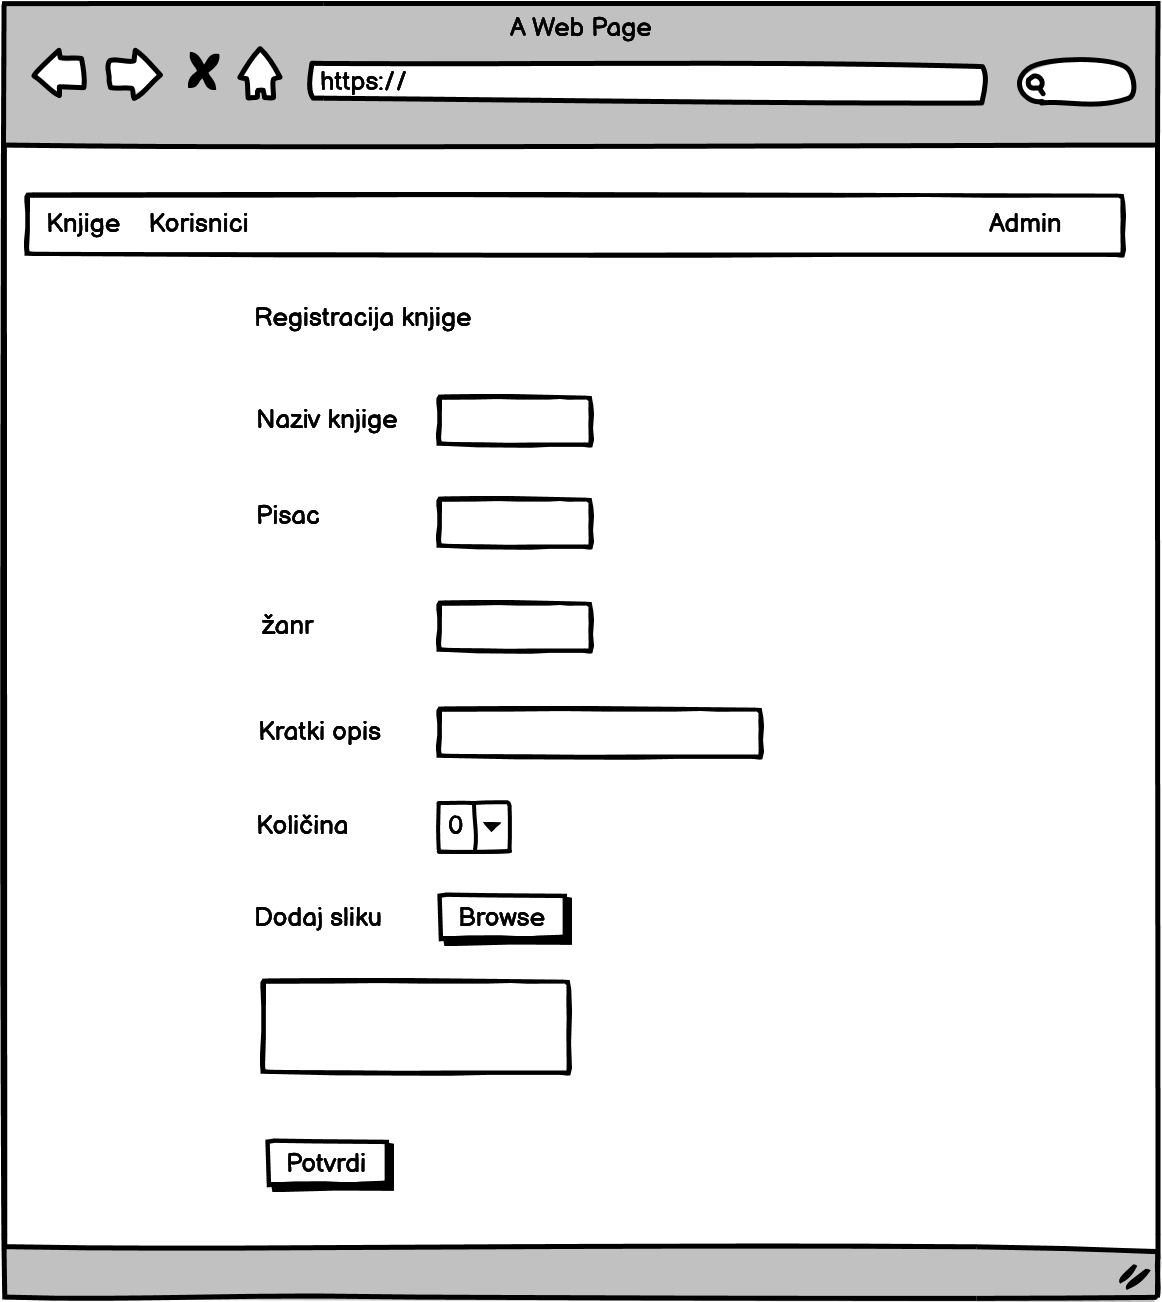 A Web Page
https://
Knjige Korisnici Admin
Registracija knjige
Naziv knjige
Pisac
žanr
Kratki opis
Količina 0
Dodaj sliku Browse
Potvrdi